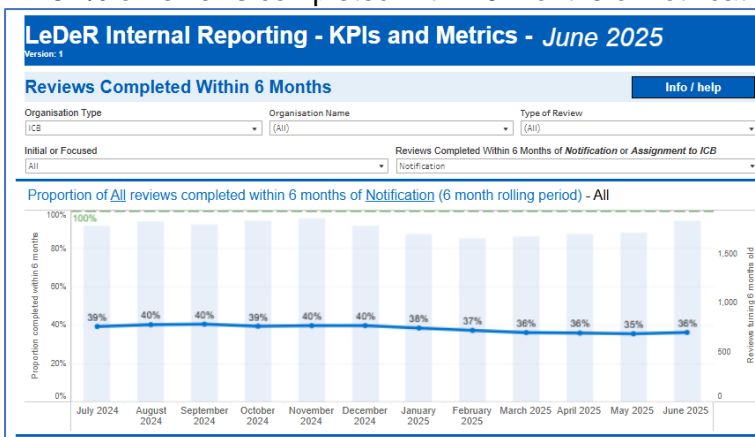 LeDeR Internal Reporting - KPIs and Metrics - June 2025
Version: 1
Reviews Completed Within 6 Months
Info / help
Organisation Type
Organisation Name
Type of Review
ICB
(All)
(All)
Initial or Focused
Reviews Completed Within 6 Months of Notification or Assignment to ICB
All
Notification
Proportion of All reviews completed within 6 months of Notification (6 month rolling period) - All
Proportion completed within 6 months
100%
80%
60%
40%
20%
0%
100%
39%
40%
40%
39%
40%
40%
38%
37%
36%
36%
35%
36%
1,500
1,000
500
0
Reviews turning 6 months old
July 2024
August 2024
September 2024
October 2024
November 2024
December 2024
January 2025
February 2025
March 2025
April 2025
May 2025
June 2025